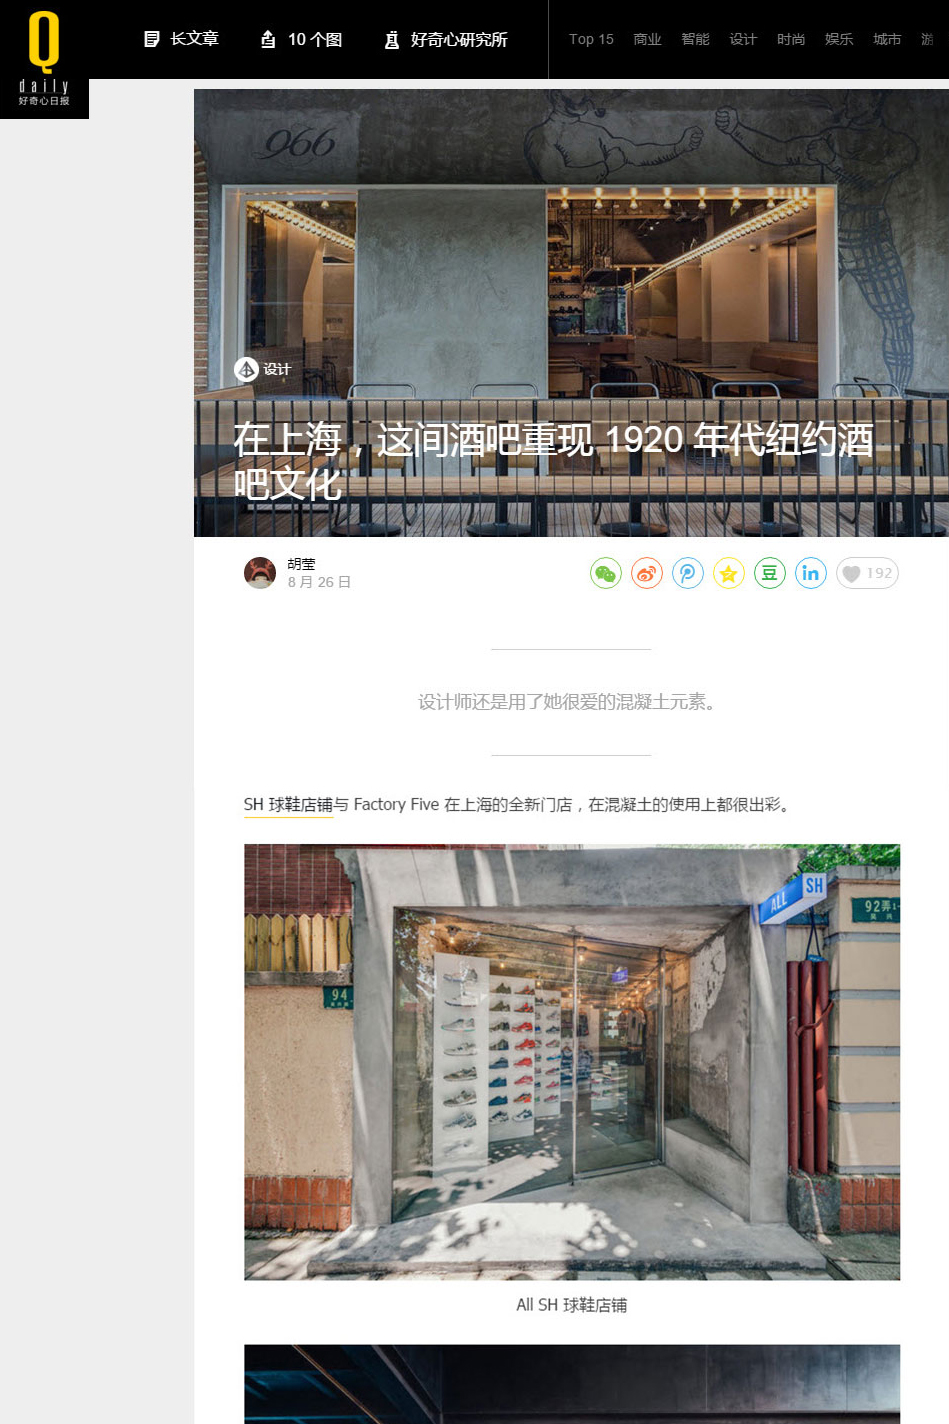 Q
daily
好奇心日报
长文章
10 个图
好奇心研究所
Top 15
商业
智能
设计
时尚
娱乐
城市
游
966
设计
在上海，这间酒吧重现 1920 年代纽约酒
吧文化
胡莹
8 月 26 日
豆
in
192
设计师还是用了她很爱的混凝土元素。
SH 球鞋店铺与 Factory Five 在上海的全新门店，在混凝土的使用上都很出彩。
ALL SH
92弄
94
All SH 球鞋店铺